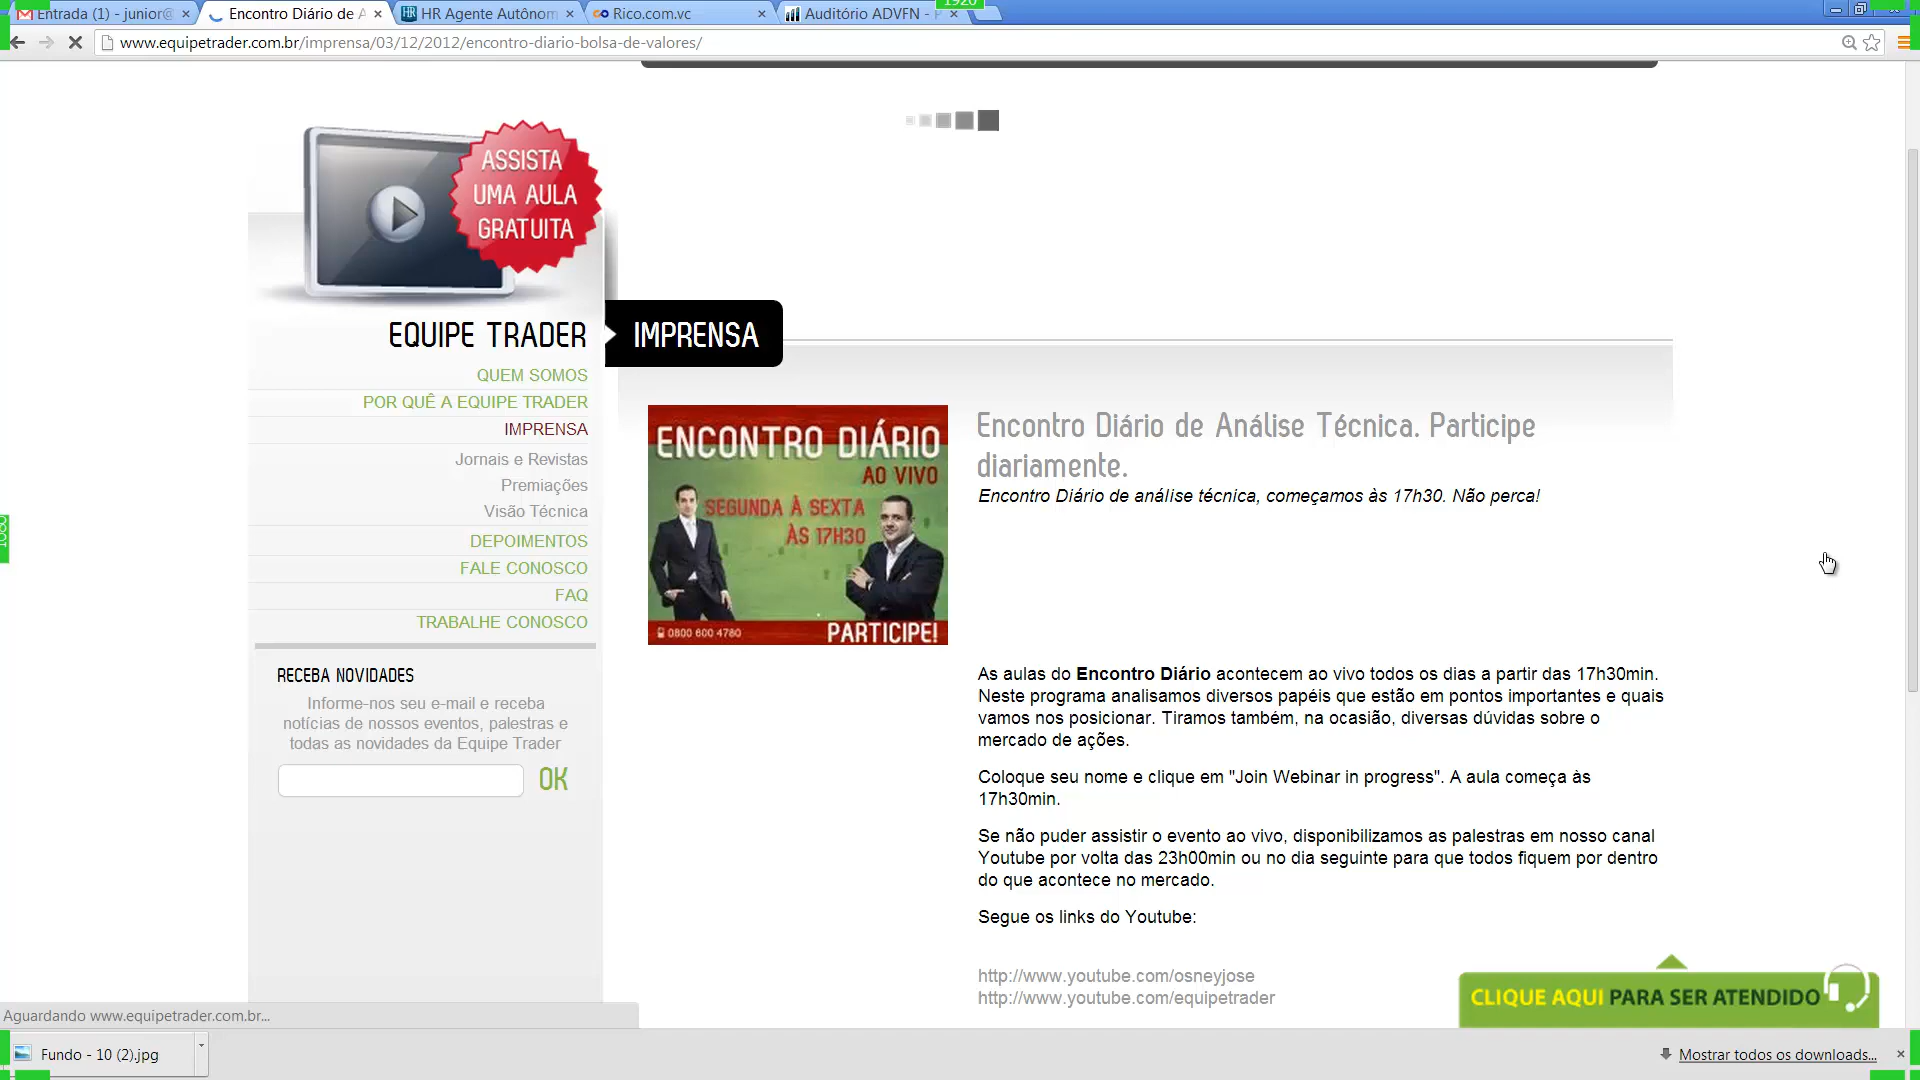 1920
Entrada (1) - junior@
Encontro Diário de A
HR Agente Autônom
Rico.com.vc
Auditório ADVFN - P
www.equipetrader.com.br/imprensa/03/12/2012/encontro-diario-bolsa-de-valores/
ASSISTA
UMA AULA
GRATUITA
EQUIPE TRADER
IMPRENSA
QUEM SOMOS
POR QUÊ A EQUIPE TRADER
IMPRENSA
Jornais e Revistas
Premiações
Visão Técnica
DEPOIMENTOS
FALE CONOSCO
FAQ
TRABALHE CONOSCO
RECEBA NOVIDADES
Informe-nos seu e-mail e receba
notícias de nossos eventos, palestras e
todas as novidades da Equipe Trader
OK
1080
ENCONTRO DIÁRIO
AO VIVO
SEGUNDA À SEXTA
ÀS 17H30
0800 600 4780
PARTICIPE!
Encontro Diário de Análise Técnica. Participe
diariamente.
Encontro Diário de análise técnica, começamos às 17h30. Não perca!
As aulas do Encontro Diário acontecem ao vivo todos os dias a partir das 17h30min.
Neste programa analisamos diversos papéis que estão em pontos importantes e quais
vamos nos posicionar. Tiramos também, na ocasião, diversas dúvidas sobre o
mercado de ações.
Coloque seu nome e clique em "Join Webinar in progress". A aula começa às
17h30min.
Se não puder assistir o evento ao vivo, disponibilizamos as palestras em nosso canal
Youtube por volta das 23h00min ou no dia seguinte para que todos fiquem por dentro
do que acontece no mercado.
Segue os links do Youtube:
http://www.youtube.com/osneyjose
http://www.youtube.com/equipetrader
CLIQUE AQUI PARA SER ATENDIDO
Aguardando www.equipetrader.com.br...
Fundo - 10 (2).jpg
Mostrar todos os downloads...